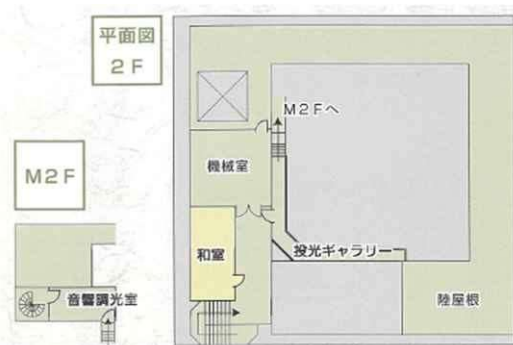 平面図
2F
M2Fへ
機械室
M2F
和室
投光ギャラリー
音響調光室
陸屋根